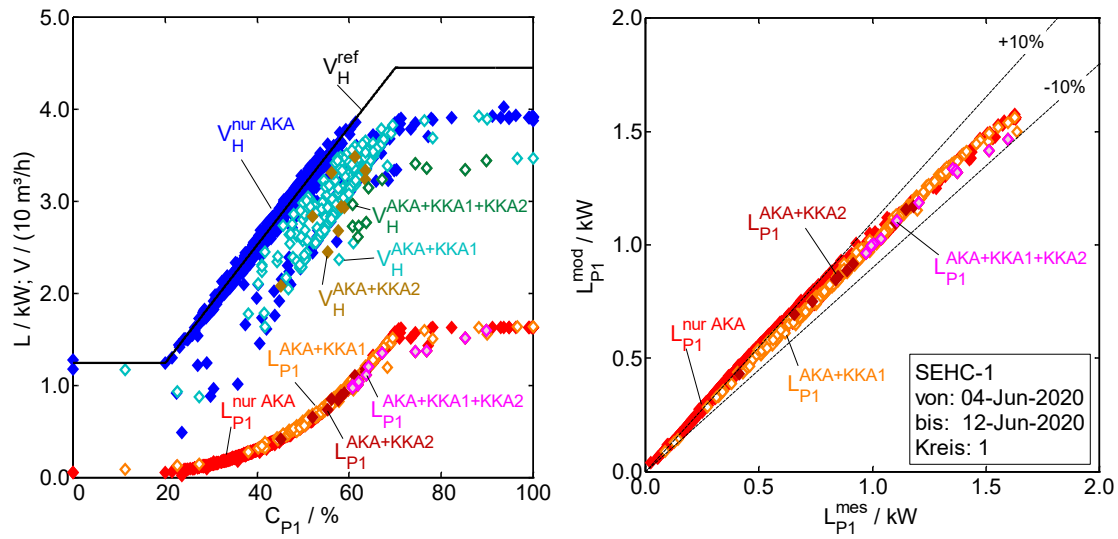 5.0
4.0
3.0
2.0
1.0
0.0
L / kW; V / (10 m³/h)
0
20
40
60
80
100
C_P1 / %
V_H^ref
V_H^nur AKA
V_H^AKA+KKA1+KKA2
V_H^AKA+KKA1
V_H^AKA+KKA2
L_P1^AKA+KKA1
L_P1^nur AKA
L_P1^AKA+KKA1+KKA2
L_P1^AKA+KKA2
2.0
1.5
1.0
0.5
0.0
L_P1^mod / kW
0.0
0.5
1.0
1.5
2.0
L_P1^mes / kW
+10%
-10%
L_P1^AKA+KKA2
L_P1^AKA+KKA1+KKA2
L_P1^nur AKA
L_P1^AKA+KKA1
SEHC-1
von: 04-Jun-2020
bis: 12-Jun-2020
Kreis: 1